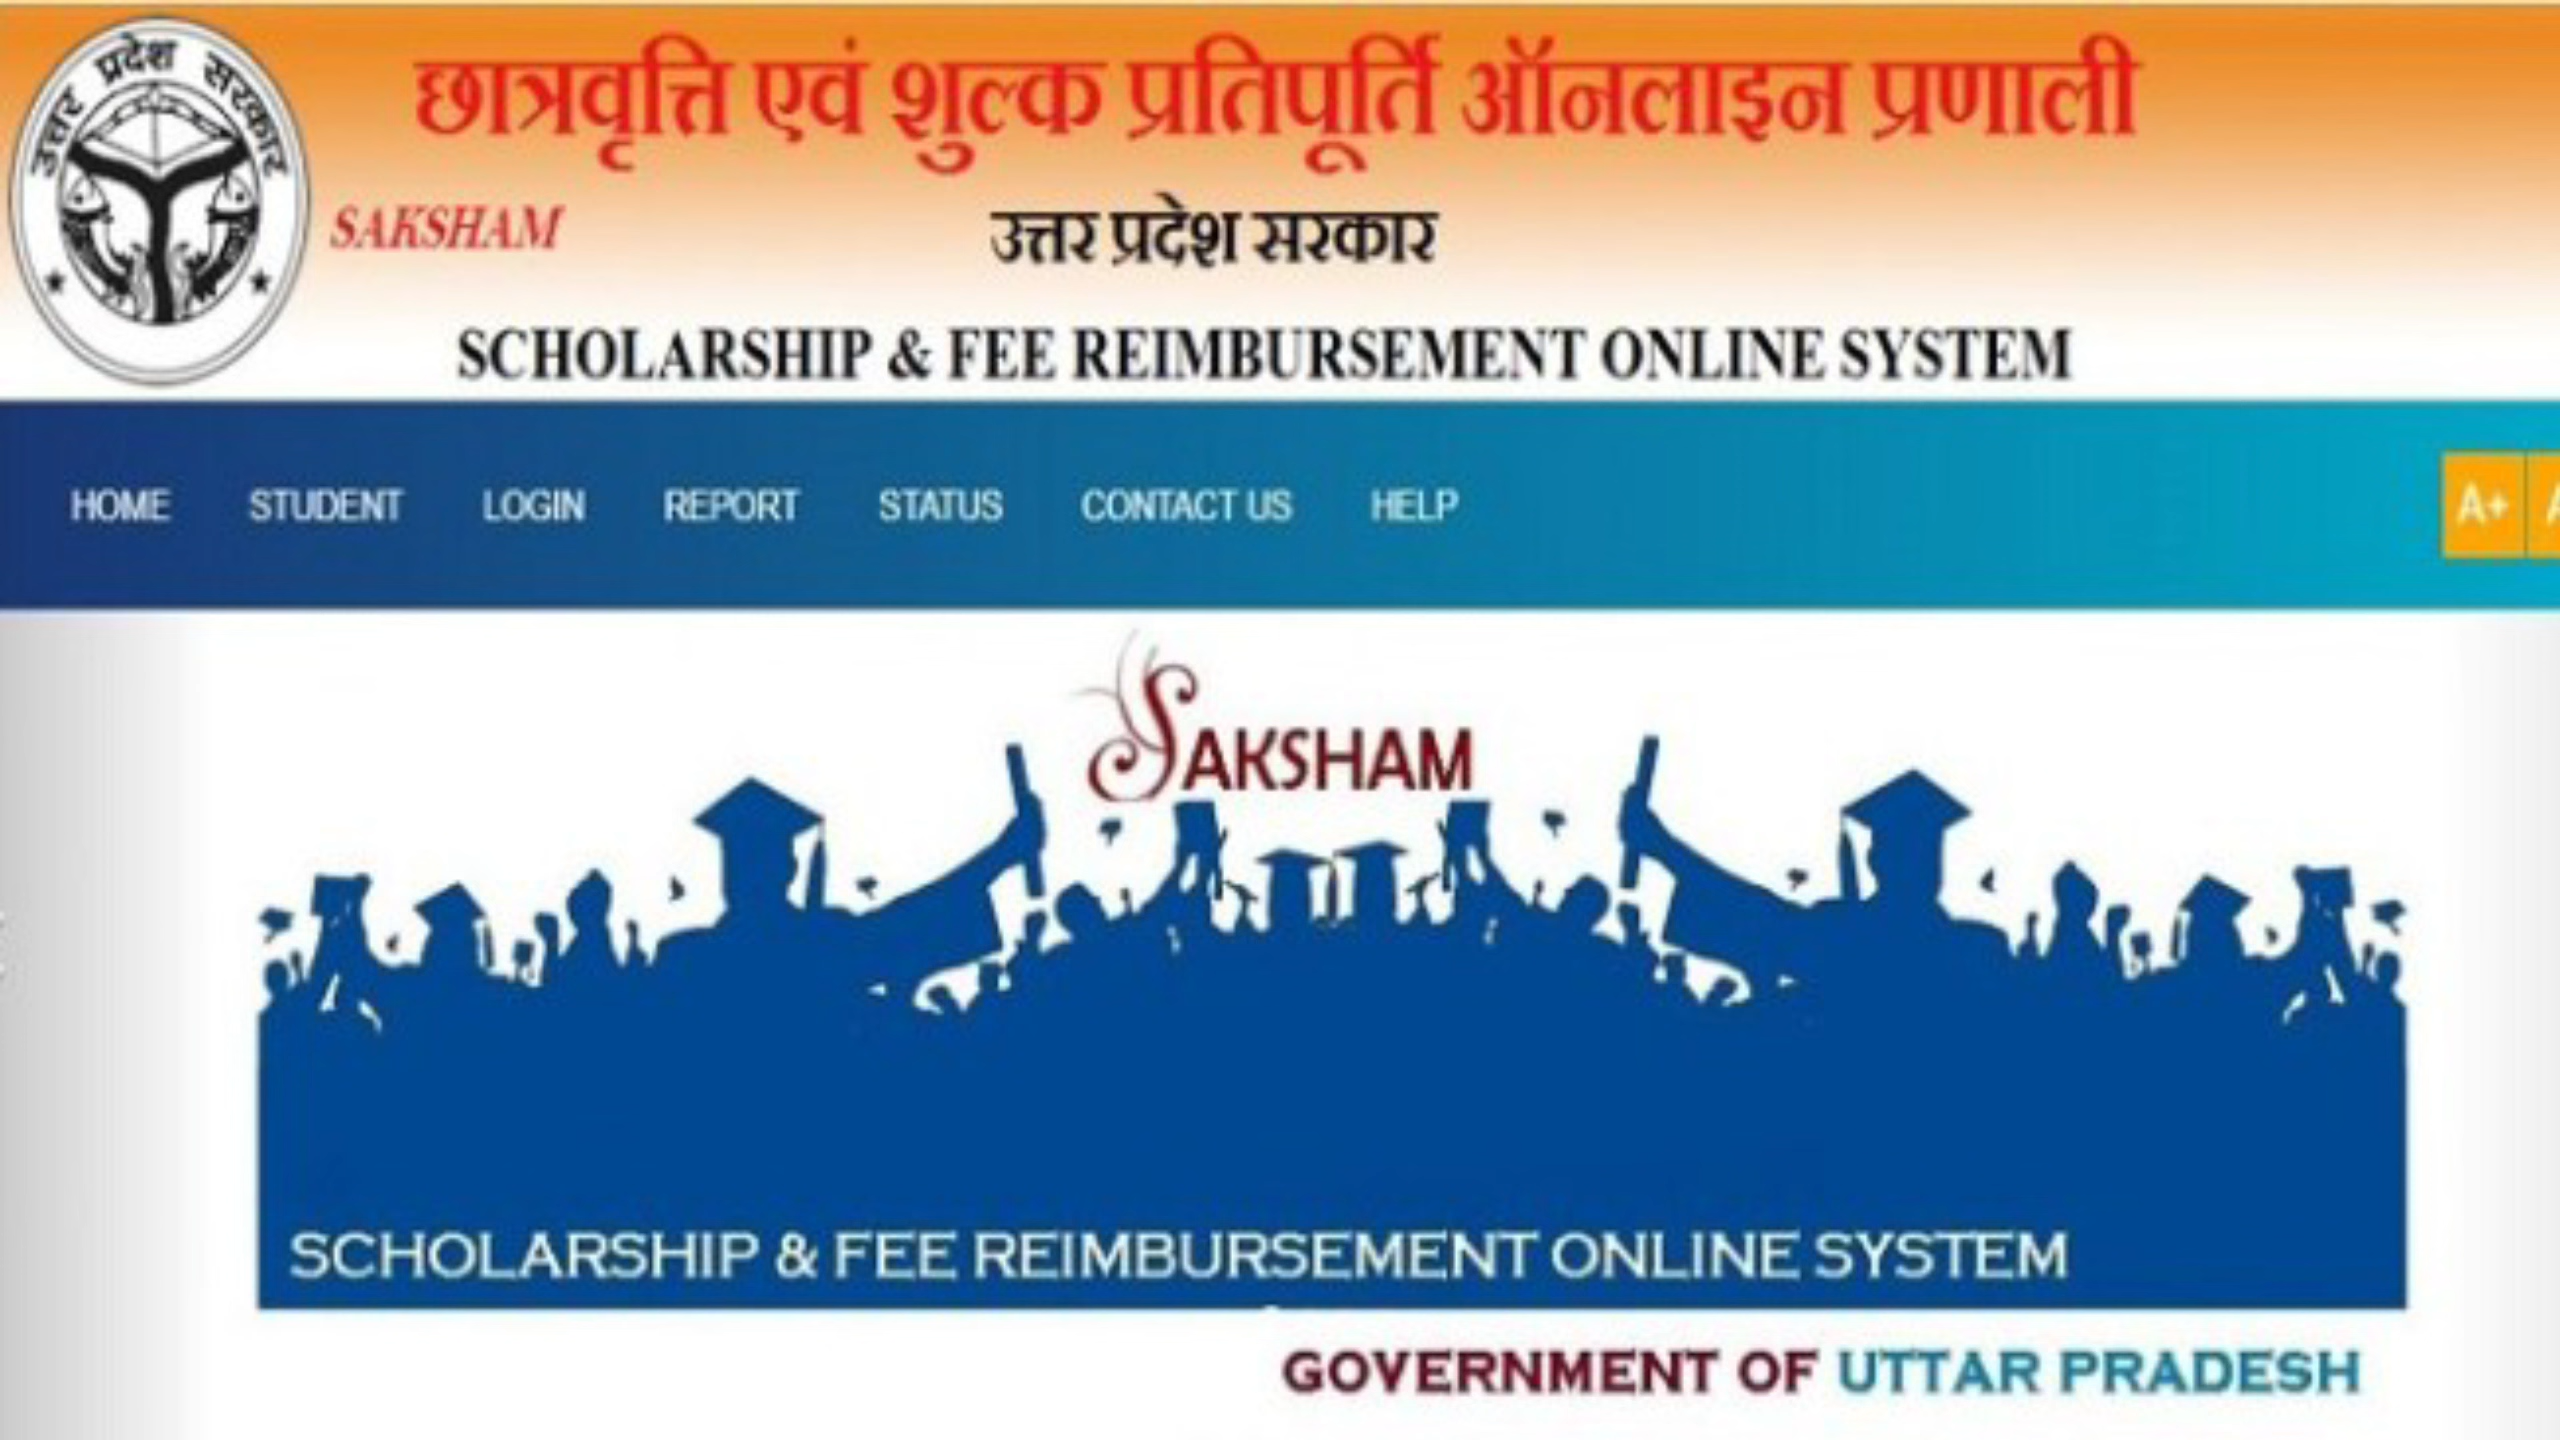 उत्तर प्रदेश सरकार
छात्रवृत्ति एवं शुल्क प्रतिपूर्ति ऑनलाइन प्रणाली
SAKSHAM
उत्तर प्रदेश सरकार
SCHOLARSHIP & FEE REIMBURSEMENT ONLINE SYSTEM
HOME STUDENT LOGIN REPORT STATUS CONTACT US HELP A+ A
SAKSHAM
SCHOLARSHIP & FEE REIMBURSEMENT ONLINE SYSTEM
GOVERNMENT OF UTTAR PRADESH